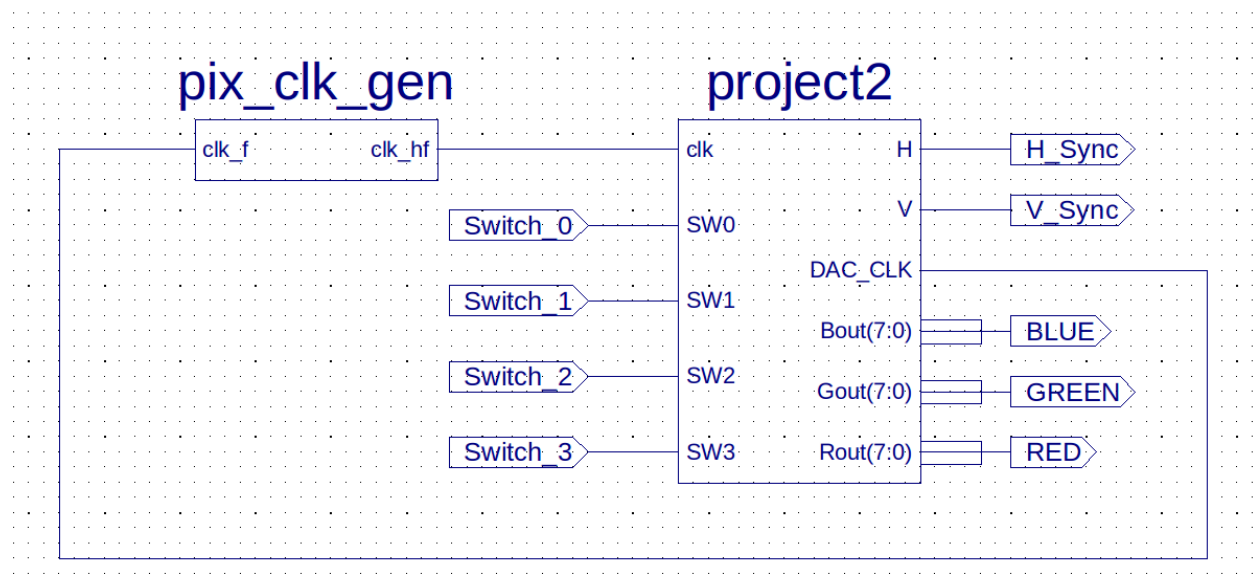 pix_clk_gen
clk_f
clk_hf
project2
clk
H
V
DAC_CLK
SW0
SW1
SW2
SW3
Bout(7:0)
Gout(7:0)
Rout(7:0)
Switch_0
Switch_1
Switch_2
Switch_3
H_Sync
V_Sync
BLUE
GREEN
RED